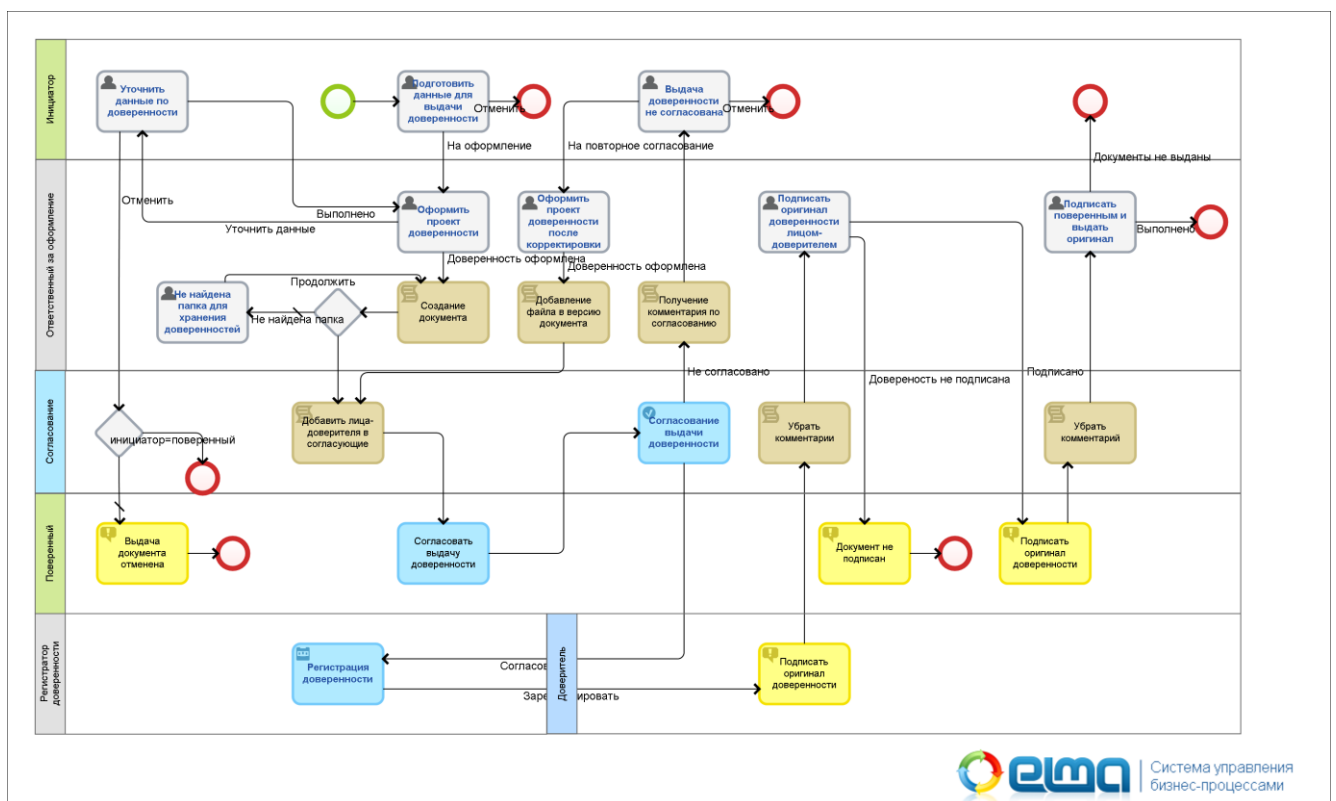 Инициатор
Уточнить
данные по
доверенности
Подготовить
данные для
выдачи
доверенности
Отменить
Выдача
доверенности
не согласована
Отменить
На оформление
На повторное согласование
Документы не выданы
Ответственный за оформление
Отменить
Выполнено
Уточнить данные
Оформить
проект
доверенности
Оформить
проект
доверенности
после
корректировки
Подписать
оригинал
доверенности
лицом-
доверителем
Подписать
поверенным и
выдать
оригинал
Выполнено
Доверенность оформлена
Доверенность оформлена
Продолжить
Не найдена
папка для
хранения
доверенностей
Не найдена папка
Создание
документа
Добавление
файла в версию
документа
Получение
комментария по
согласованию
Не согласовано
Довереность не подписана
Подписано
Согласование
инициатор=поверенный
Добавить лица-
доверителя в
согласующие
Согласование
выдачи
доверенности
Убрать
комментарии
Убрать
комментарий
Поверенный
Выдача
документа
отменена
Согласовать
выдачу
доверенности
Документ не
подписан
Подписать
оригинал
доверенности
Регистратор
доверенности
Регистрация
доверенности
Доверитель
Подписать
оригинал
доверенности
elma
Система управления
бизнес-процессами